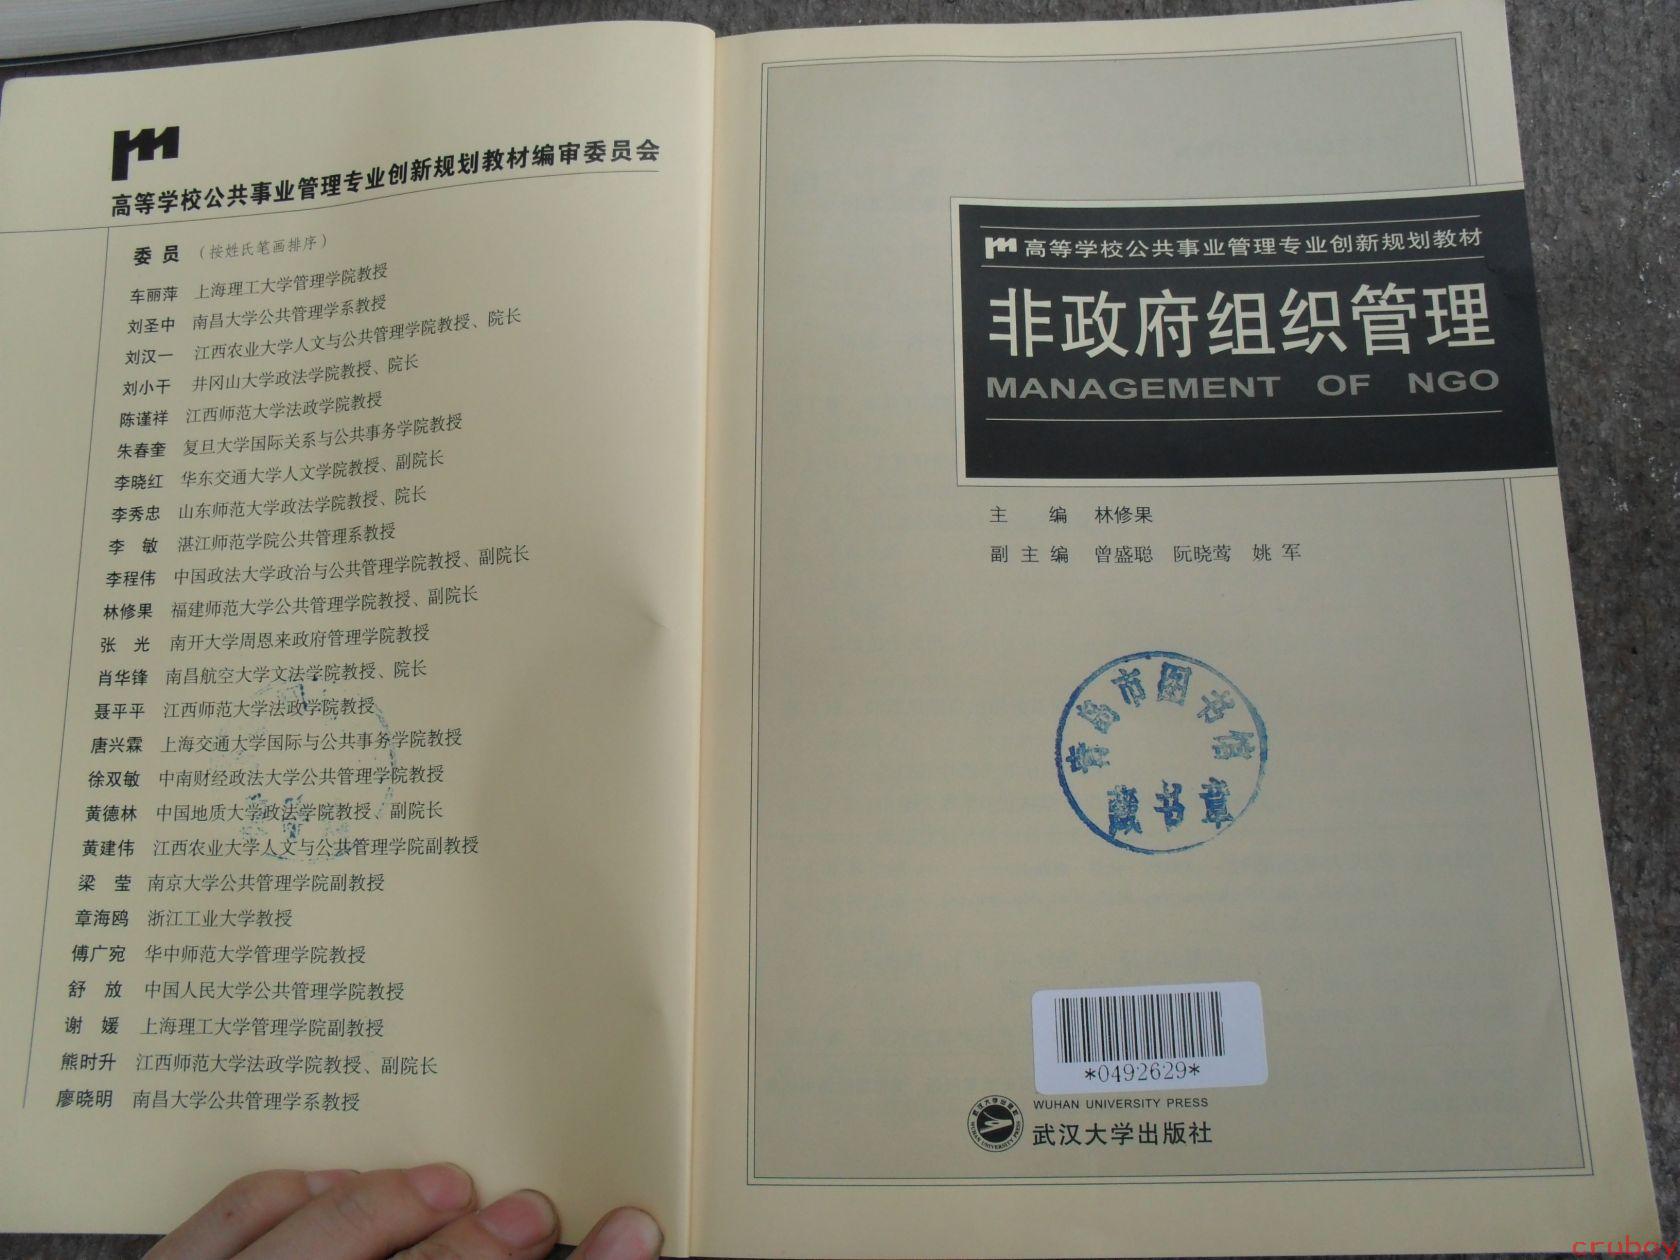 高等学校公共事业管理专业创新规划教材编审委员会
委 员 （按姓氏笔画排序）
车丽萍 上海理工大学管理学院教授
刘圣中 南昌大学公共管理学系教授
刘汉一 江西农业大学人文与公共管理学院教授、院长
刘小干 井冈山大学政法学院教授、院长
陈谨祥 江西师范大学法政学院教授
朱春奎 复旦大学国际关系与公共事务学院教授
李晓红 华东交通大学人文学院教授、副院长
李秀忠 山东师范大学政法学院教授、院长
李 敏 湛江师范学院公共管理系教授
李程伟 中国政法大学政治与公共管理学院教授、副院长
林修果 福建师范大学公共管理学院教授、副院长
张 光 南开大学周恩来政府管理学院教授
肖华锋 南昌航空大学文法学院教授、院长
聂平平 江西师范大学法政学院教授
唐兴霖 上海交通大学国际与公共事务学院教授
徐双敏 中南财经政法大学公共管理学院教授
黄德林 中国地质大学政法学院教授、副院长
黄建伟 江西农业大学人文与公共管理学院副教授
梁 莹 南京大学公共管理学院副教授
章海鸥 浙江工业大学教授
傅广宛 华中师范大学管理学院教授
舒 放 中国人民大学公共管理学院教授
谢 媛 上海理工大学管理学院副教授
熊时升 江西师范大学法政学院教授、副院长
廖晓明 南昌大学公共管理学系教授
高等学校公共事业管理专业创新规划教材
非政府组织管理
MANAGEMENT OF NGO
主 编 林修果
副主编 曾盛聪 阮晓莺 姚 军
青岛市图书馆
藏书章
*0492629*
WUHAN UNIVERSITY PRESS
武汉大学出版社
cruboy